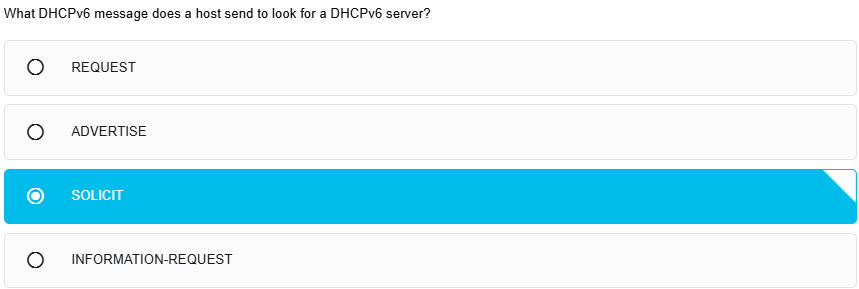 What DHCPv6 message does a host send to look for a DHCPv6 server?
REQUEST
ADVERTISE
SOLICIT
INFORMATION-REQUEST